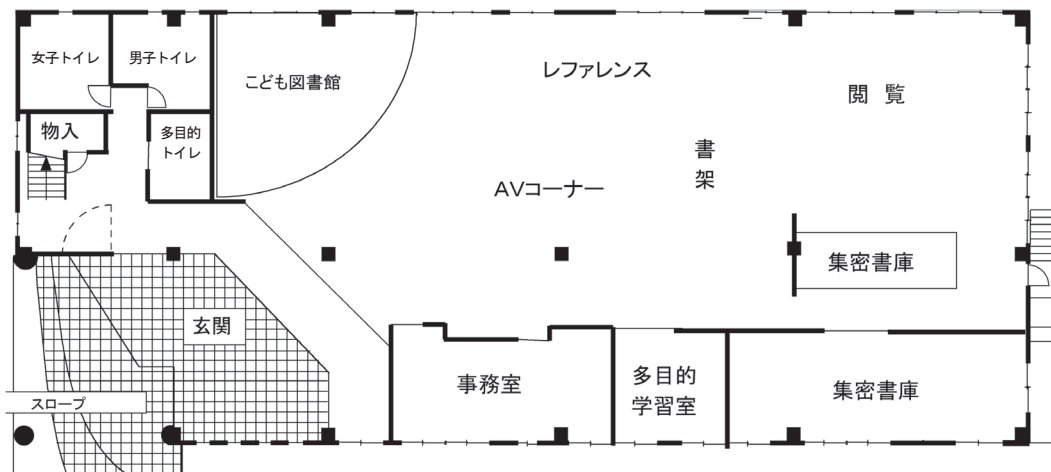 女子トイレ
男子トイレ
こども図書館
レファレンス
閲 覧
物入
多目的
トイレ
書
架
AVコーナー
集密書庫
玄関
事務室
多目的
学習室
集密書庫
スロープ